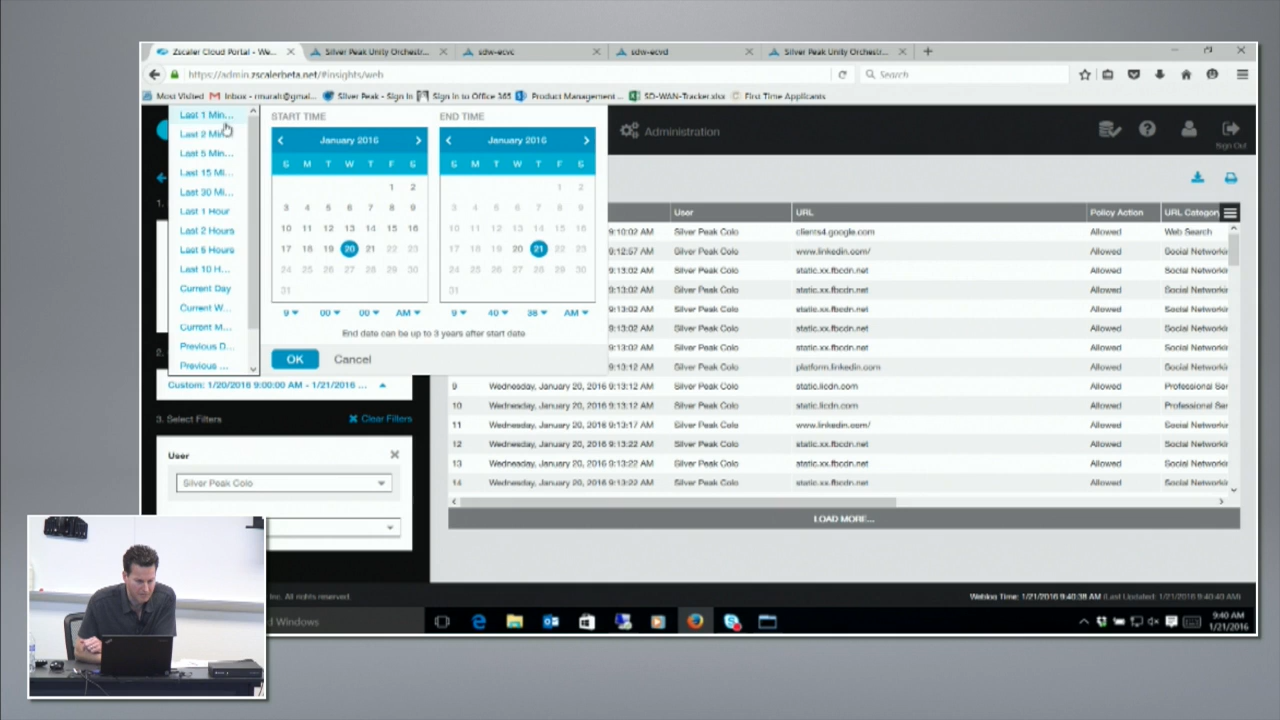 Zscaler Cloud Portal - We...
Silver Peak Unity Orchestr...
sdw-ecvc
sdw-ecvd
Silver Peak Unity Orchestr...
https://admin.zscalerbeta.net/#insights/web
Search
Most Visited
Inbox - rmurali@gmai...
Silver Peak - Sign In
Sign in to Office 365
Product Management ...
SD-WAN-Tracker.xlsx
First Time Applicants
Last 1 Min...
Last 2 Min...
Last 5 Min...
Last 15 Mi...
Last 30 Mi...
Last 1 Hour
Last 2 Hours
Last 5 Hours
Last 10 H...
Current Day
Current W...
Current M...
Previous D...
Previous ...
START TIME
January 2016
S M T W T F S
1 2
3 4 5 6 7 8 9
10 11 12 13 14 15 16
17 18 19 20 21 22 23
24 25 26 27 28 29 30
31
9 00 00 AM
END TIME
January 2016
S M T W T F S
1 2
3 4 5 6 7 8 9
10 11 12 13 14 15 16
17 18 19 20 21 22 23
24 25 26 27 28 29 30
31
9 40 38 AM
End date can be up to 3 years after start date
OK Cancel
Administration
Sign Out
1.
2.
Custom: 1/20/2016 9:00:00 AM - 1/21/2016 ...
3. Select Filters
Clear Filters
User
Silver Peak Colo
User URL Policy Action URL Category
9:10:02 AM Silver Peak Colo clients4.google.com Allowed Web Search
9:12:57 AM Silver Peak Colo www.linkedin.com/ Allowed Social Networkin
9:13:02 AM Silver Peak Colo static.xx.fbcdn.net Allowed Social Networkin
9:13:02 AM Silver Peak Colo static.xx.fbcdn.net Allowed Social Networkin
9:13:02 AM Silver Peak Colo static.xx.fbcdn.net Allowed Social Networkin
9:13:02 AM Silver Peak Colo static.xx.fbcdn.net Allowed Social Networkin
9:13:12 AM Silver Peak Colo static.xx.fbcdn.net Allowed Social Networkin
9:13:12 AM Silver Peak Colo platform.linkedin.com Allowed Social Networkin
9 Wednesday, January 20, 2016 9:13:12 AM Silver Peak Colo static.licdn.com Allowed Professional Ser
10 Wednesday, January 20, 2016 9:13:12 AM Silver Peak Colo static.licdn.com Allowed Professional Ser
11 Wednesday, January 20, 2016 9:13:17 AM Silver Peak Colo www.linkedin.com/ Allowed Social Networkin
12 Wednesday, January 20, 2016 9:13:22 AM Silver Peak Colo static.xx.fbcdn.net Allowed Social Networkin
13 Wednesday, January 20, 2016 9:13:22 AM Silver Peak Colo static.xx.fbcdn.net Allowed Social Networkin
14 Wednesday, January 20, 2016 9:13:22 AM Silver Peak Colo static.xx.fbcdn.net Allowed Social Networkin
LOAD MORE...
Inc. All rights reserved.
Weblog Time: 1/21/2016 9:40:38 AM (Last Updated: 1/21/2016 9:40:40 AM)
Windows
9:40 AM
1/21/2016